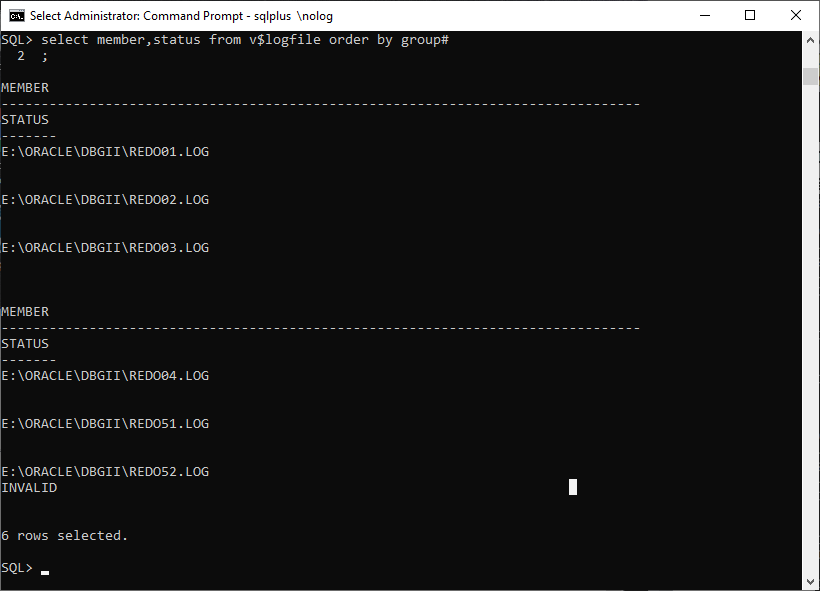 Select Administrator: Command Prompt - sqlplus \nolog
SQL> select member,status from v$logfile order by group#
  2  ;
MEMBER
--------------------------------------------------------------------------------
STATUS
-------
E:\ORACLE\DBGII\REDO01.LOG
E:\ORACLE\DBGII\REDO02.LOG
E:\ORACLE\DBGII\REDO03.LOG
MEMBER
--------------------------------------------------------------------------------
STATUS
-------
E:\ORACLE\DBGII\REDO04.LOG
E:\ORACLE\DBGII\REDO51.LOG
E:\ORACLE\DBGII\REDO52.LOG
INVALID
6 rows selected.
SQL>